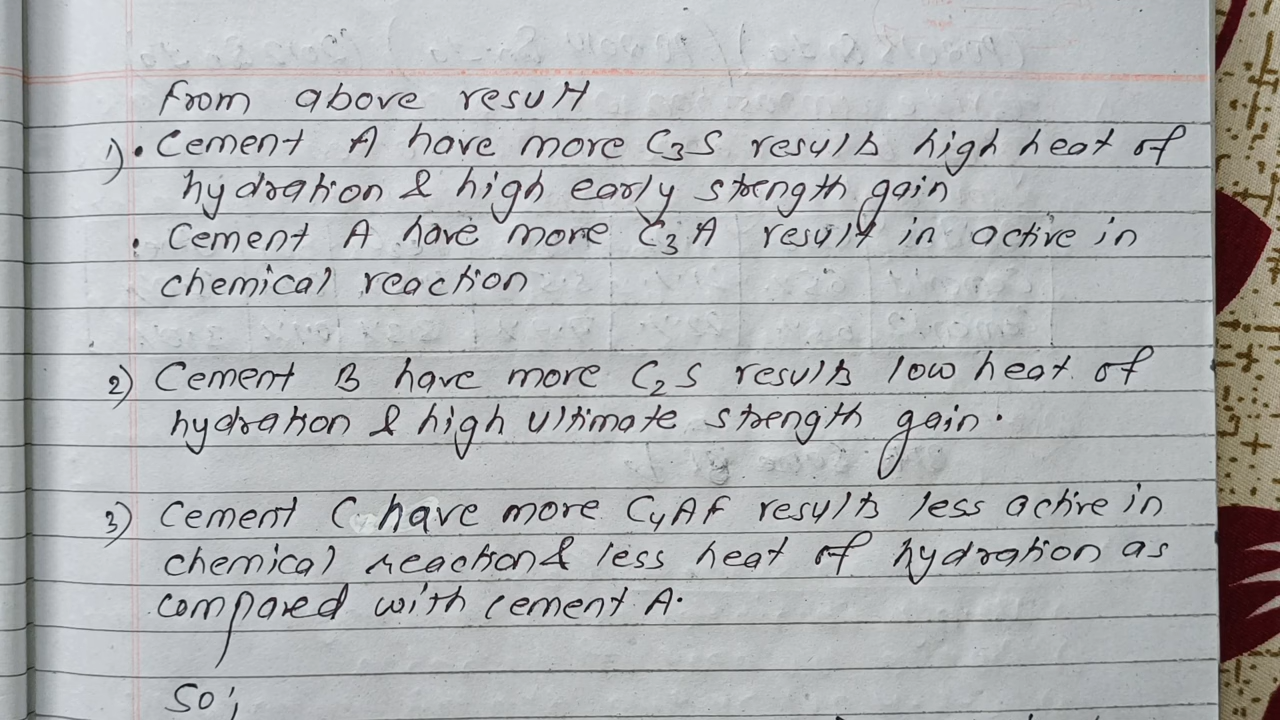 From above result
1). Cement A have more C3S results high heat of
hydration & high early strength gain
. Cement A have more C3A result in active in
chemical reaction
2) Cement B have more C2S results low heat of
hydration & high ultimate strength gain.
3) Cement C have more C4AF results less active in
chemical reaction & less heat of hydration as
compared with cement A.
So;